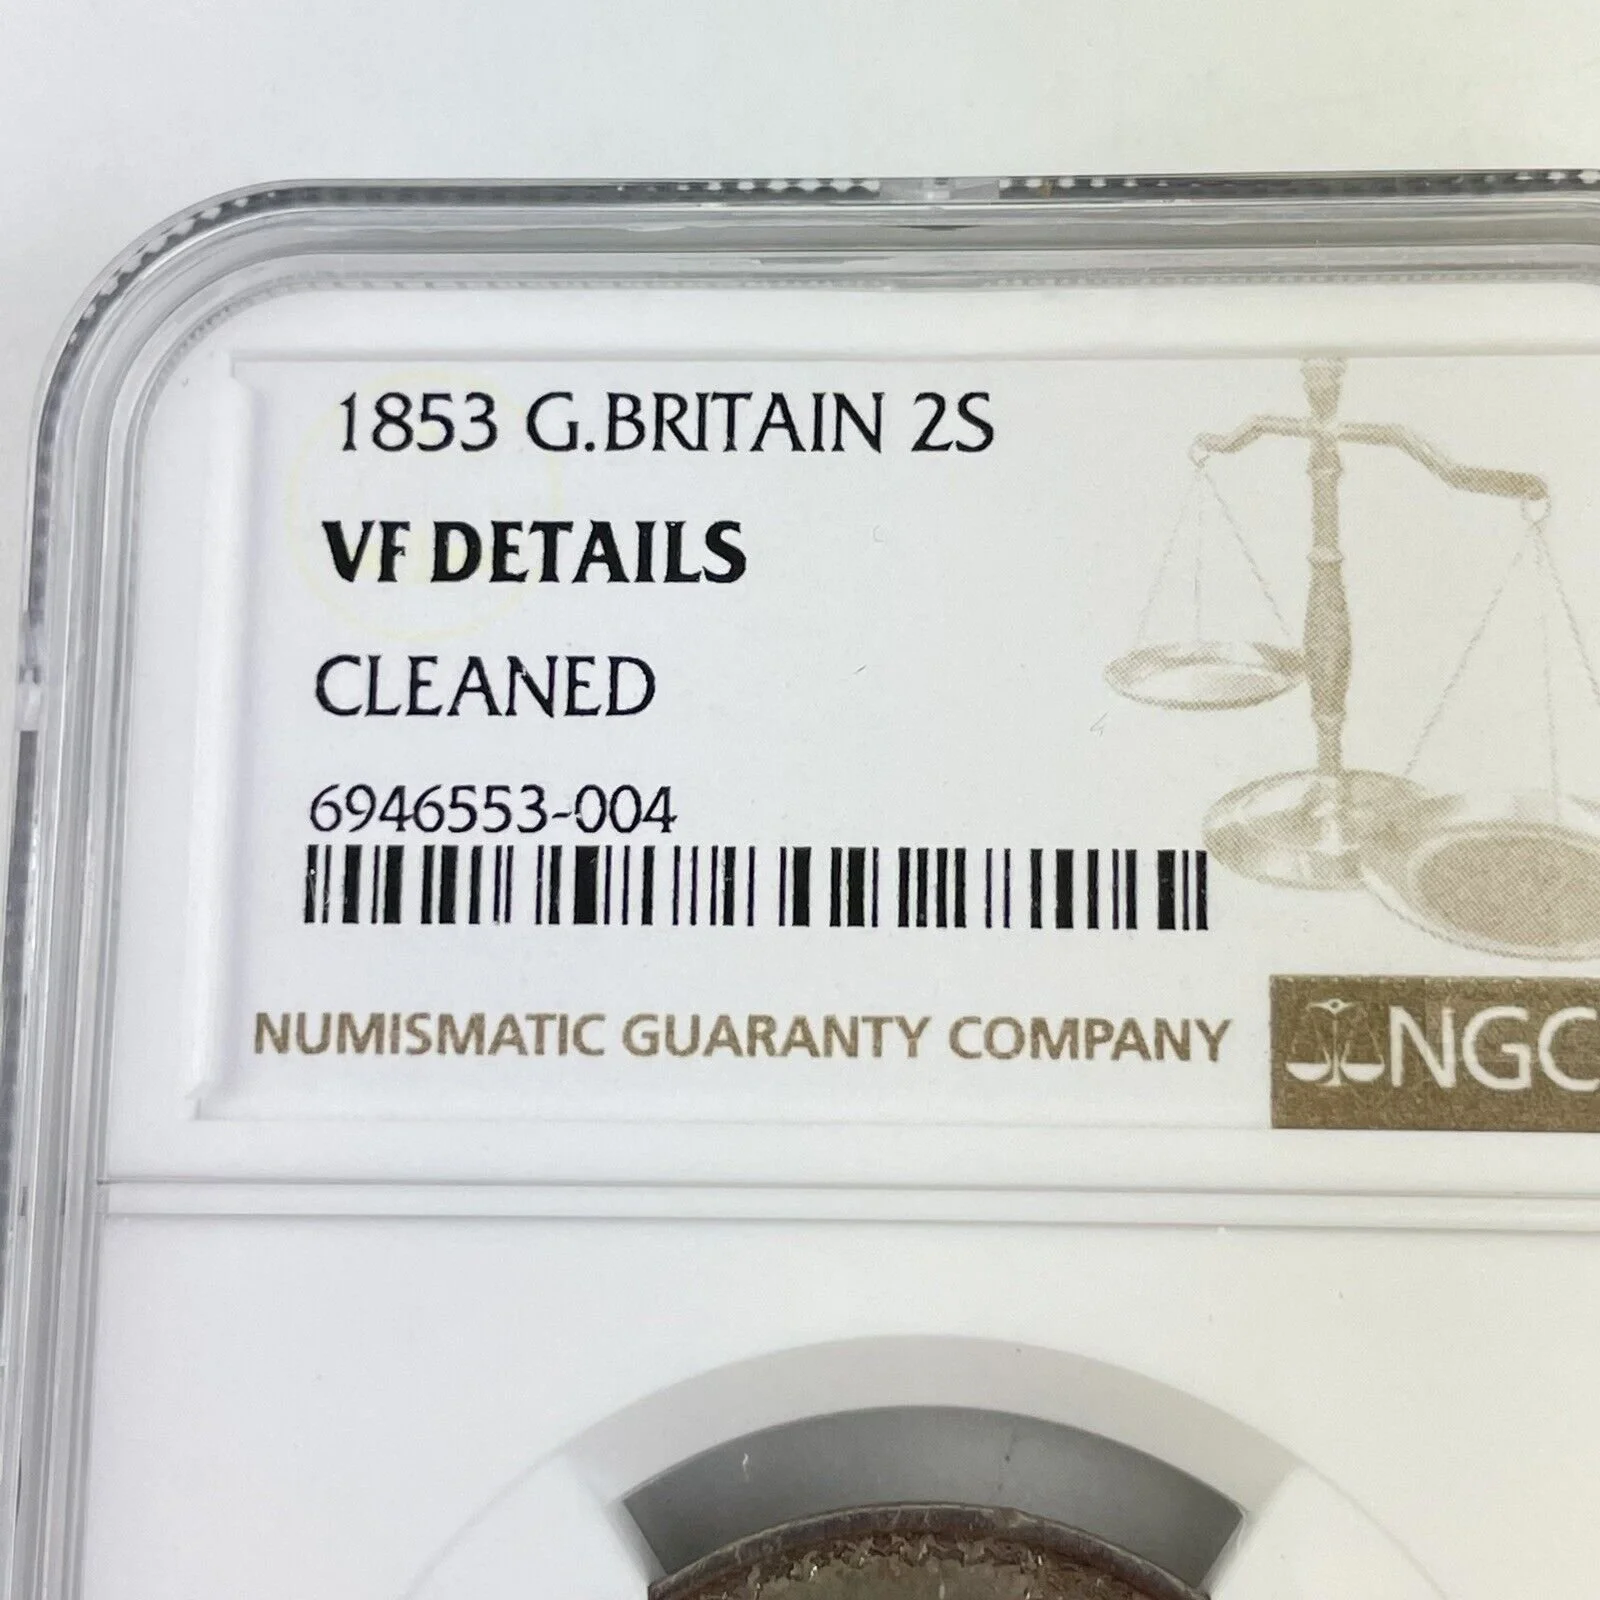 1853 G.BRITAIN 2S
VF DETAILS
CLEANED
6946553-004
NUMISMATIC GUARANTY COMPANY
NGC